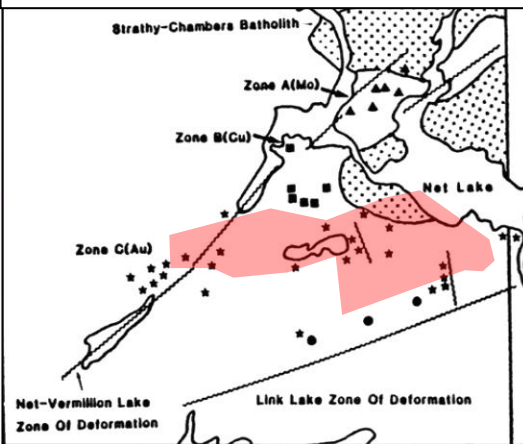 Strathy-Chambers Batholith
Zone A(Mo)
Zone B(Cu)
Net Lake
Zone C(Au)
Net-Vermillion Lake
Zone Of Deformation
Link Lake Zone Of Deformation